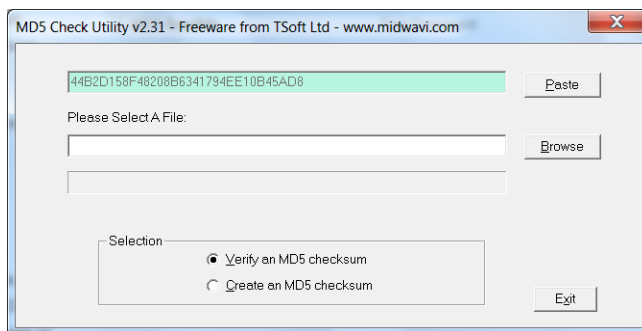 MD5 Check Utility v2.31 - Freeware from TSoft Ltd - www.midwavi.com
X
44B2D158F48208B6341794EE10B45AD8
Paste
Please Select A File:
Browse
Selection
Verify an MD5 checksum
Create an MD5 checksum
Exit